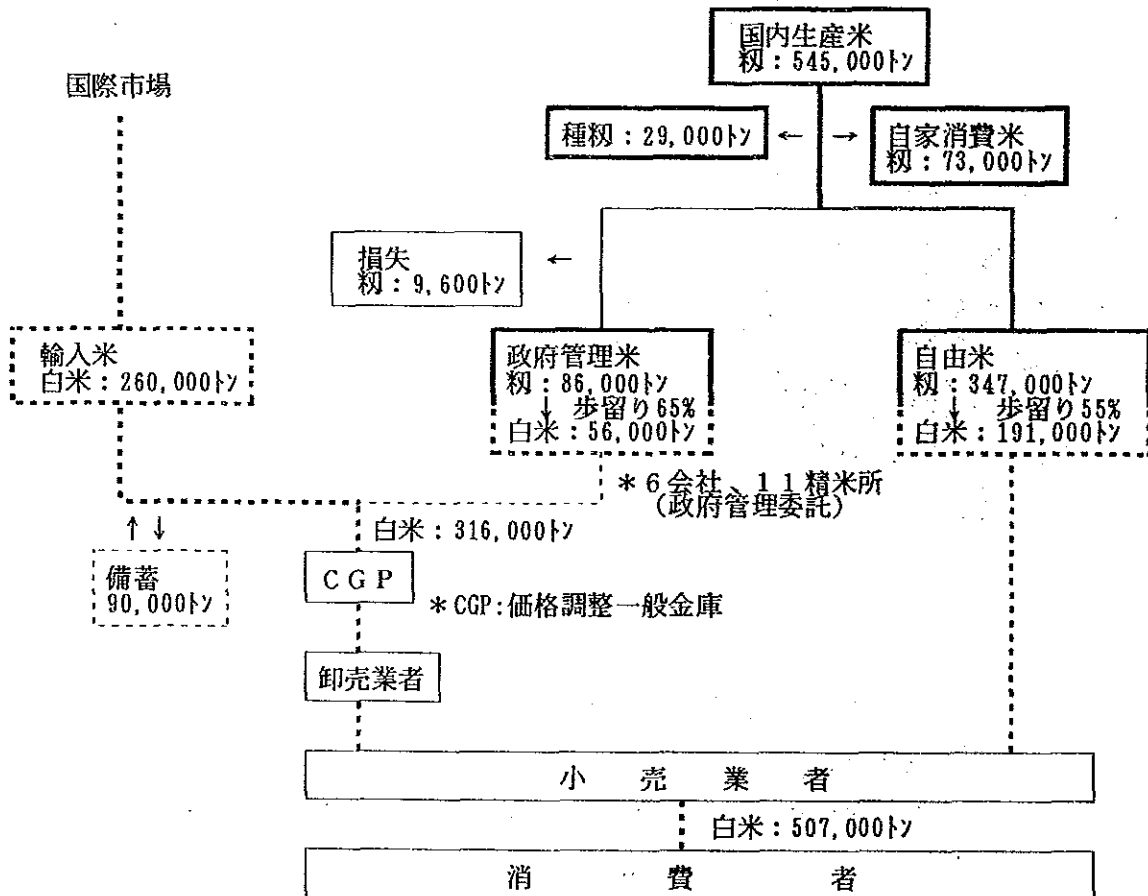 国内生産米
籾:545,000トン
国際市場
種籾:29,000トン
←
→
自家消費米
籾:73,000トン
損失
籾:9,600トン
←
輸入米
白米:260,000トン
政府管理米
籾:86,000トン
↓ 歩留り65%
白米:56,000トン
自由米
籾:347,000トン
↓ 歩留り55%
白米:191,000トン
*6会社、11精米所
(政府管理委託)
↑↓
白米:316,000トン
備蓄
90,000トン
CGP
*CGP:価格調整一般金庫
卸売業者
小売業者
白米:507,000トン
消費者